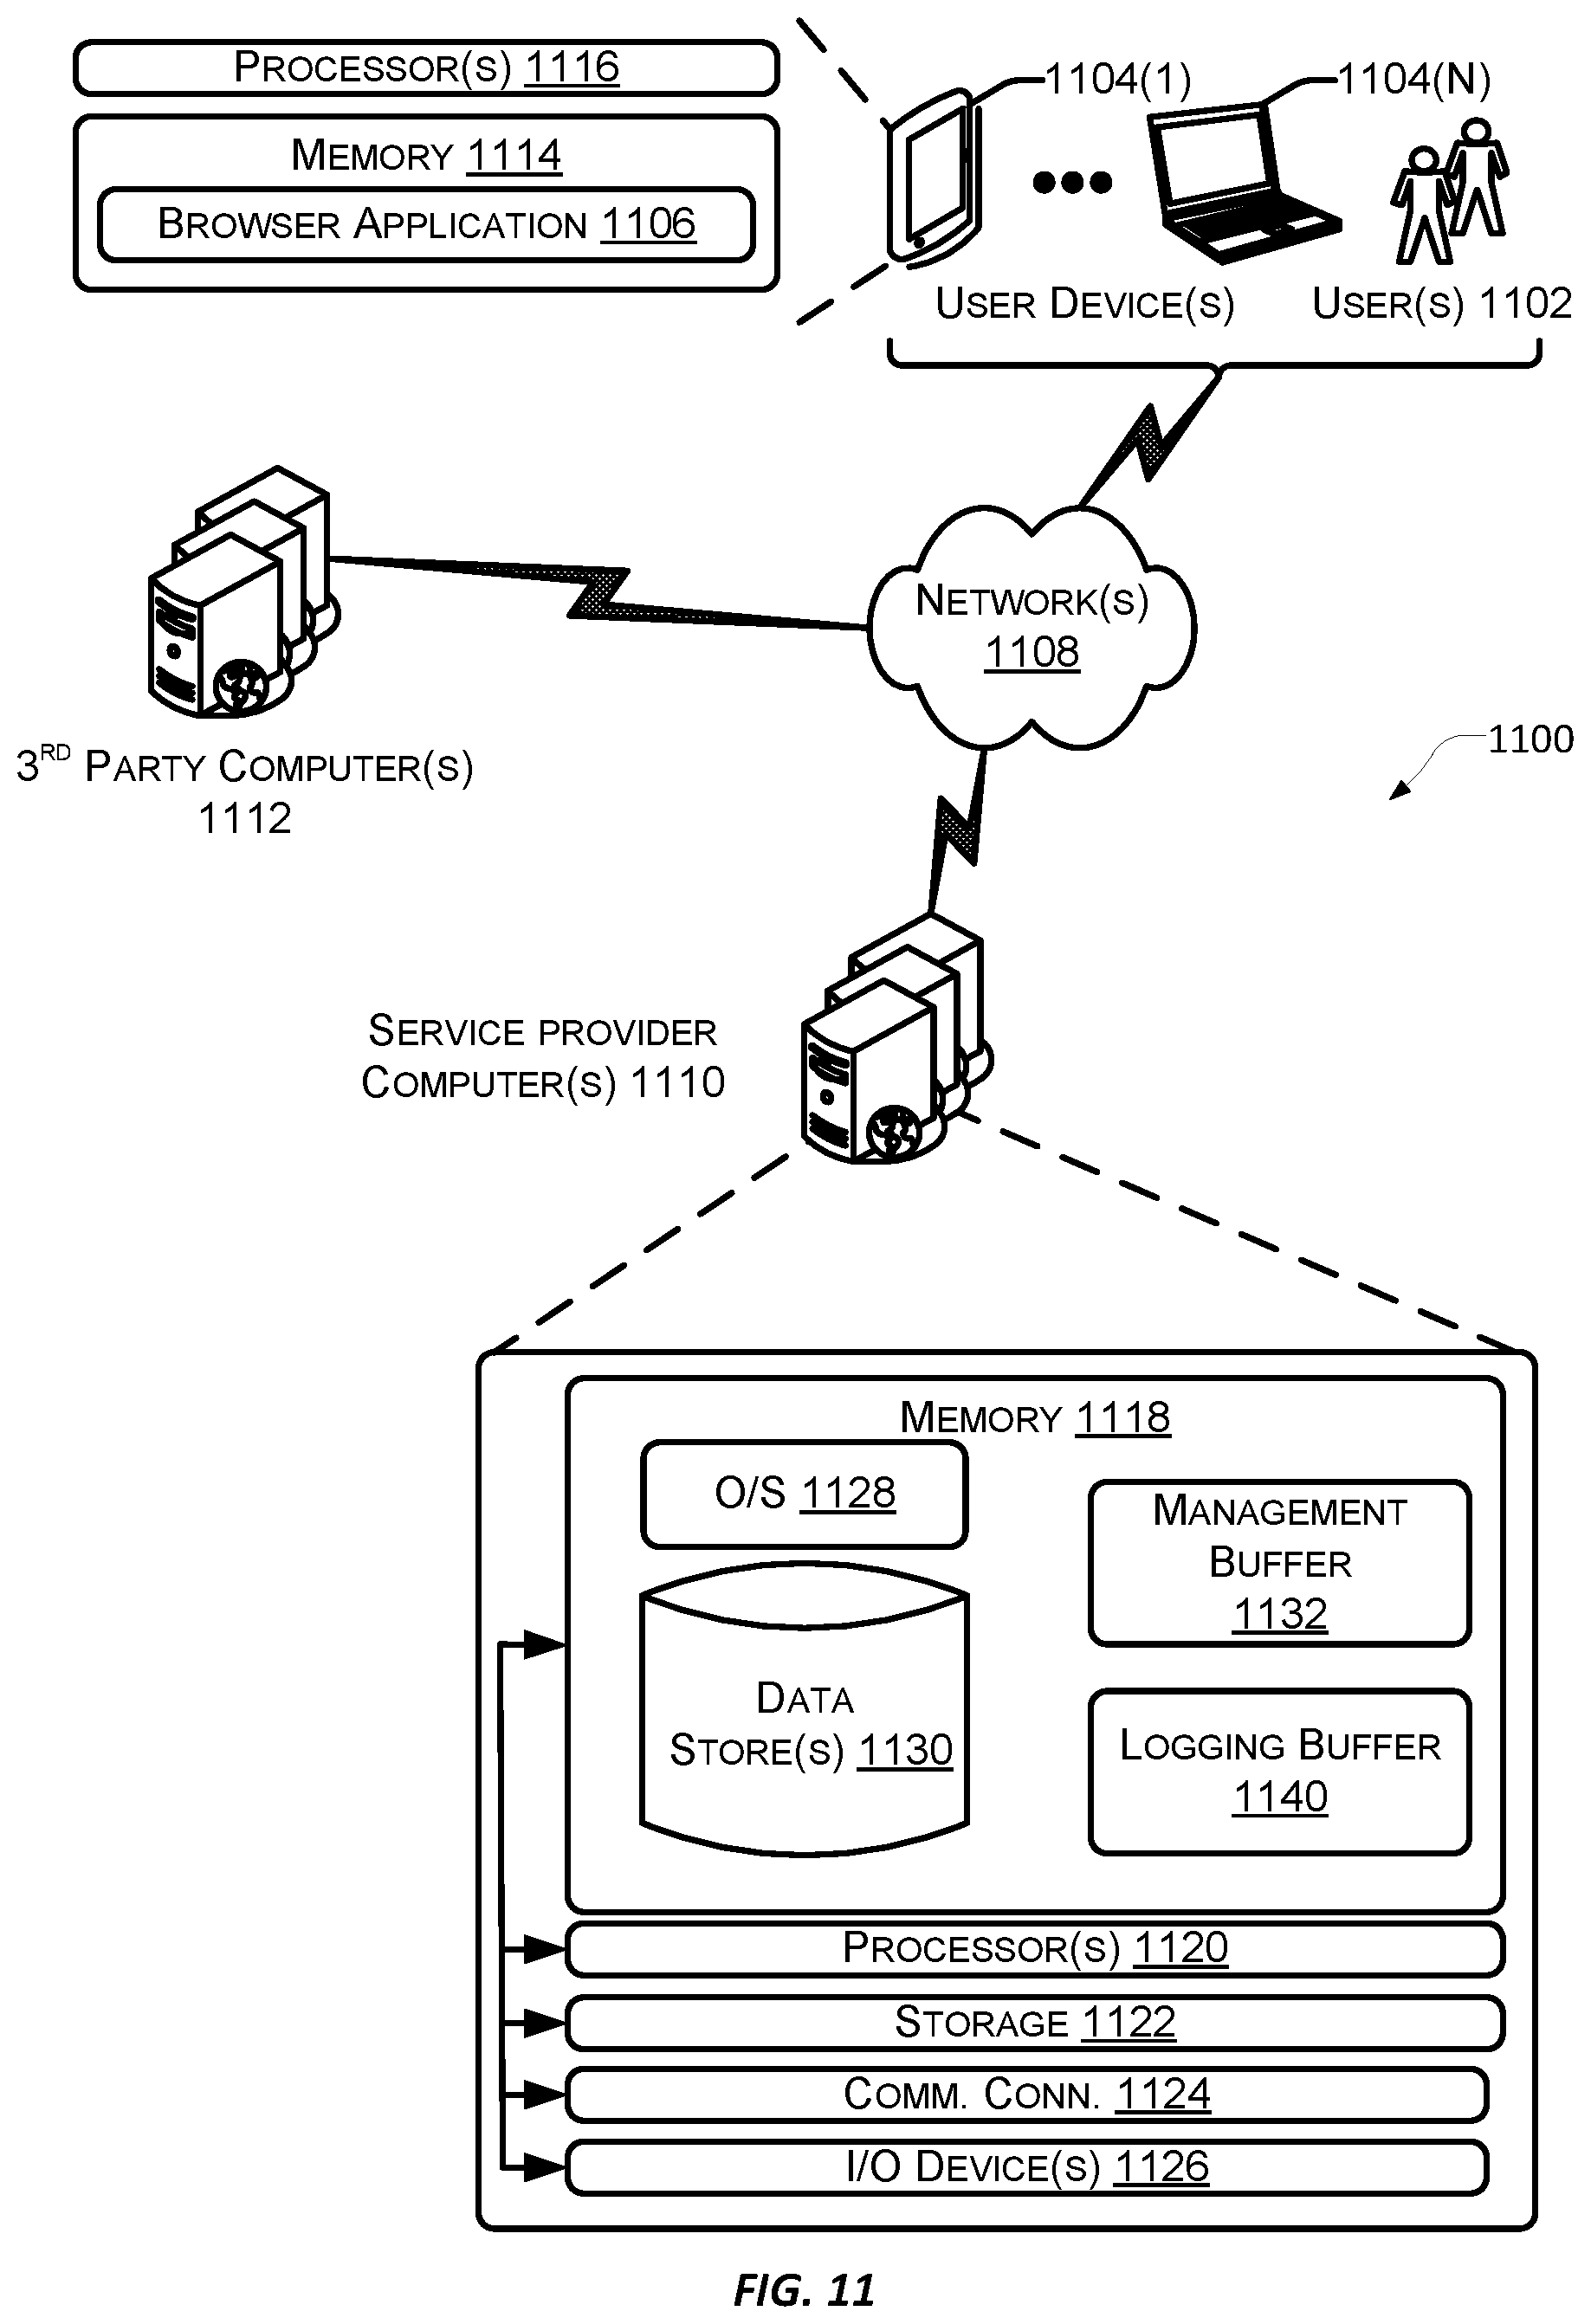 PROCESSOR(S) 1116
MEMORY 1114
BROWSER APPLICATION 1106
1104(1)
1104(N)
USER DEVICE(S)
USER(S) 1102
NETWORK(S)
1108
3RD PARTY COMPUTER(S)
1112
1100
SERVICE PROVIDER
COMPUTER(S) 1110
MEMORY 1118
O/S 1128
MANAGEMENT
BUFFER
1132
DATA
STORE(S) 1130
LOGGING BUFFER
1140
PROCESSOR(S) 1120
STORAGE 1122
COMM. CONN. 1124
I/O DEVICE(S) 1126
FIG. 11